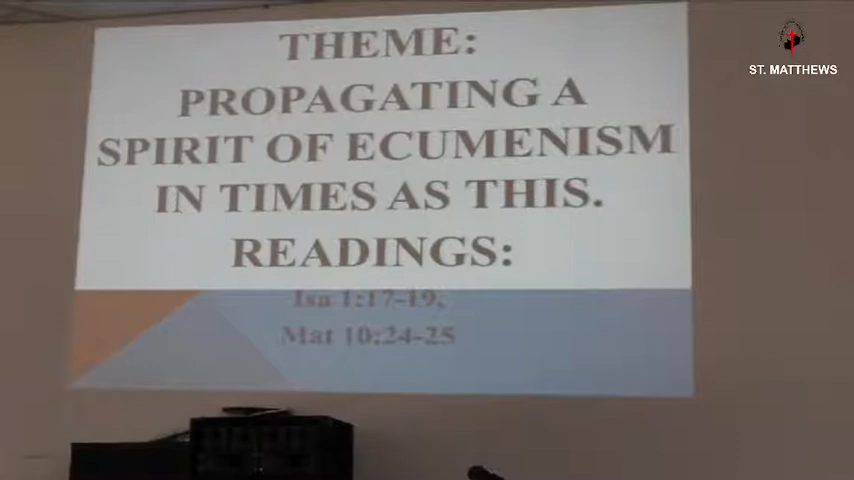 THEME:
PROPAGATING A
SPIRIT OF ECUMENISM
IN TIMES AS THIS.
READINGS:
Isa 1:17-19,
Mat 10:24-25
ST. MATTHEWS